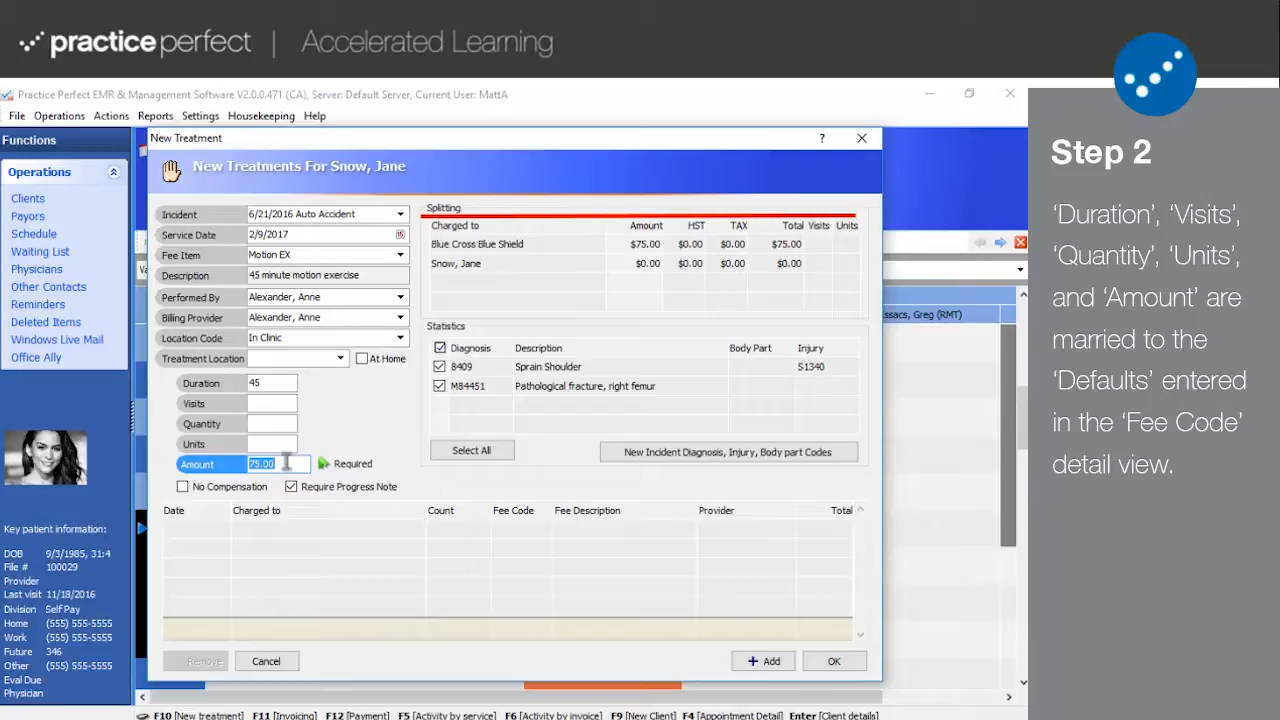 practiceperfect | Accelerated Learning
Practice Perfect EMR & Management Software V2.0.0.471 (CA), Server: Default Server, Current User: MattA
File Operations Actions Reports Settings Housekeeping Help
Functions
Operations
Clients
Payors
Schedule
Waiting List
Physicians
Other Contacts
Reminders
Deleted Items
Windows Live Mail
Office Ally
Key patient information:
DOB 9/3/1985, 31:4
File # 100029
Provider
Last visit 11/18/2016
Division Self Pay
Home (555) 555-5555
Work (555) 555-5555
Future 346
Other (555) 555-5555
Eval Due
Physician
New Treatment
New Treatments For Snow, Jane
Incident 6/21/2016 Auto Accident
Service Date 2/9/2017
Fee Item Motion EX
Description 45 minute motion exercise
Performed By Alexander, Anne
Billing Provider Alexander, Anne
Location Code In Clinic
Treatment Location At Home
Duration 45
Visits
Quantity
Units
Amount 75.00 Required
No Compensation Require Progress Note
Splitting
Charged to Amount HST TAX Total Visits Units
Blue Cross Blue Shield $75.00 $0.00 $0.00 $75.00
Snow, Jane $0.00 $0.00 $0.00 $0.00
Statistics
Diagnosis Description Body Part Injury
8409 Sprain Shoulder S1340
M84451 Pathological fracture, right femur
Select All New Incident Diagnosis, Injury, Body part Codes
Date Charged to Count Fee Code Fee Description Provider Total
Remove Cancel Add OK
ssacs, Greg (RMT)
F10 [New treatment] F11 [Invoicing] F12 [Payment] F5 [Activity by service] F6 [Activity by invoice] F9 [New Client] F4 [Appointment Detail] Enter [Client details]
Step 2
‘Duration’, ‘Visits’,
‘Quantity’, ‘Units’,
and ‘Amount’ are
married to the
‘Defaults’ entered
in the ‘Fee Code’
detail view.